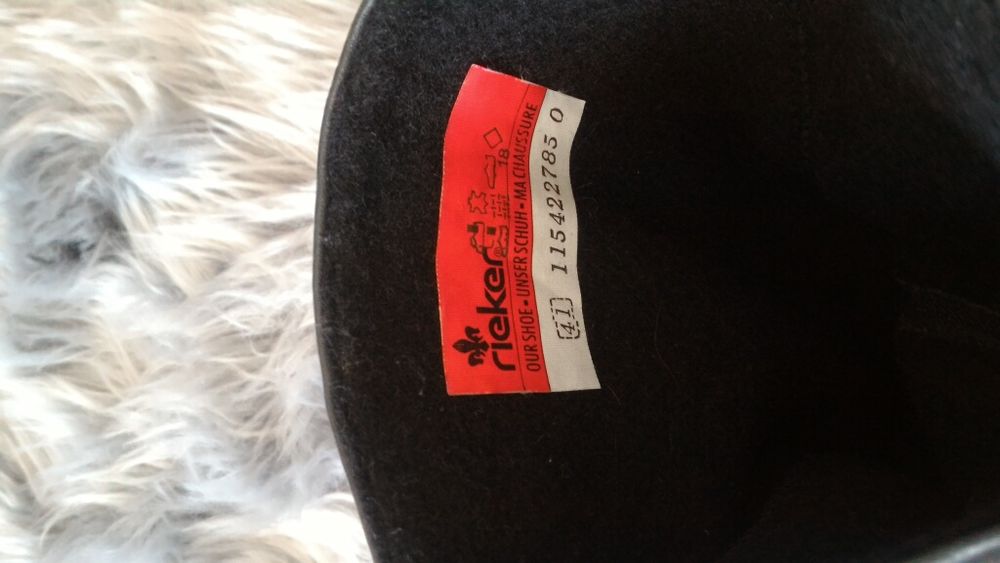 rieker
18
OUR SHOE • UNSER SCHUH • MA CHAUSSURE
41 115422785 0